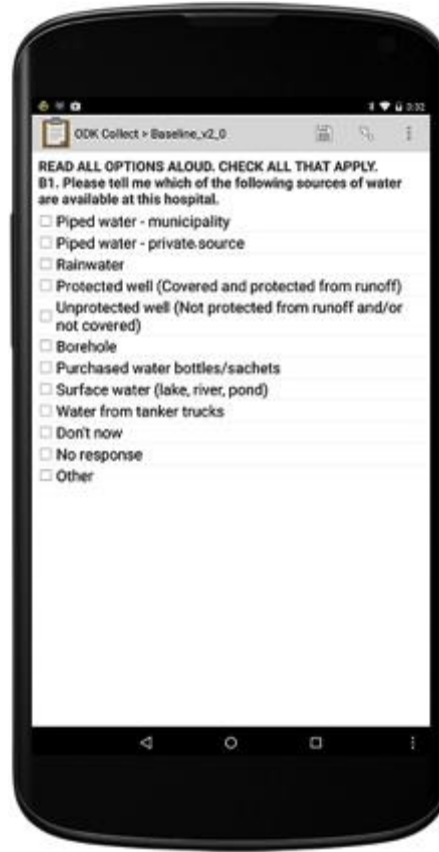 3:32
ODK Collect > Baseline_v2_0
READ ALL OPTIONS ALOUD. CHECK ALL THAT APPLY.
B1. Please tell me which of the following sources of water
are available at this hospital.
Piped water - municipality
Piped water - private source
Rainwater
Protected well (Covered and protected from runoff)
Unprotected well (Not protected from runoff and/or
not covered)
Borehole
Purchased water bottles/sachets
Surface water (lake, river, pond)
Water from tanker trucks
Don't now
No response
Other